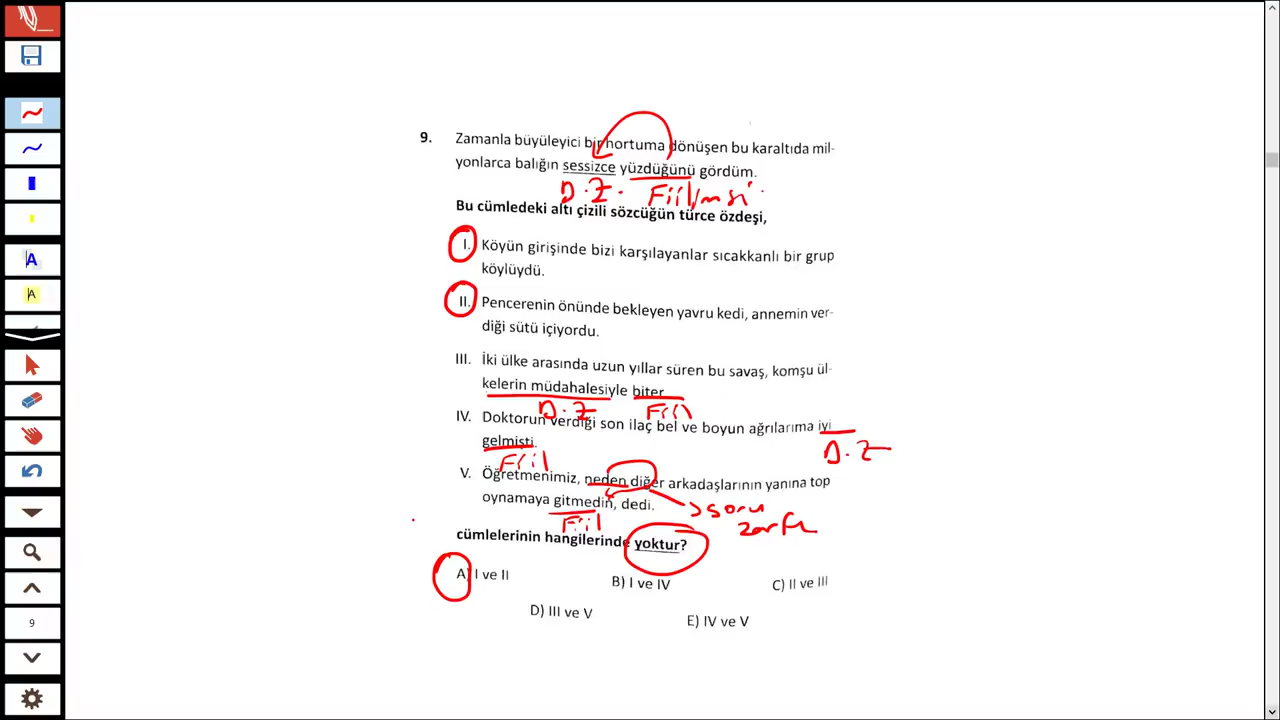 9. Zamanla büyüleyici bir hortuma dönüşen bu karaltıda mil-
yonlarca balığın sessizce yüzdüğünü gördüm.
D.Z. Fiilimsi
Bu cümledeki altı çizili sözcüğün türce özdeşi,
I. Köyün girişinde bizi karşılayanlar sıcakkanlı bir grup
köylüydü.
II. Pencerenin önünde bekleyen yavru kedi, annemin ver-
diği sütü içiyordu.
III. İki ülke arasında uzun yıllar süren bu savaş, komşu ül-
kelerin müdahalesiyle biter
D.Z Fiil
IV. Doktorun verdiği son ilaç bel ve boyun ağrılarıma iyi
gelmişti.
Fiil D.Z
V. Öğretmenimiz, neden diğer arkadaşlarının yanına top
oynamaya gitmedin, dedi.
Fiil soru
zarfı
cümlelerinin hangilerinde yoktur?
A) I ve II B) I ve IV C) II ve III
D) III ve V E) IV ve V
A
A
9